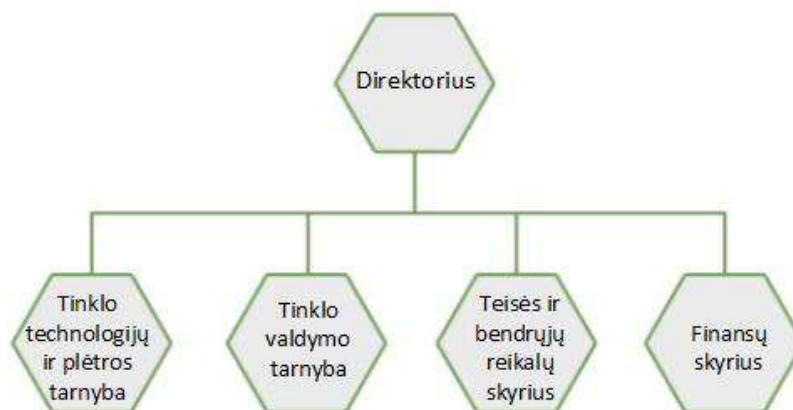 Direktorius
Tinklo
technologijų
ir plėtros
tarnyba
Tinklo
valdymo
tarnyba
Teisės ir
bendrųjų
reikalų
skyrius
Finansų
skyrius